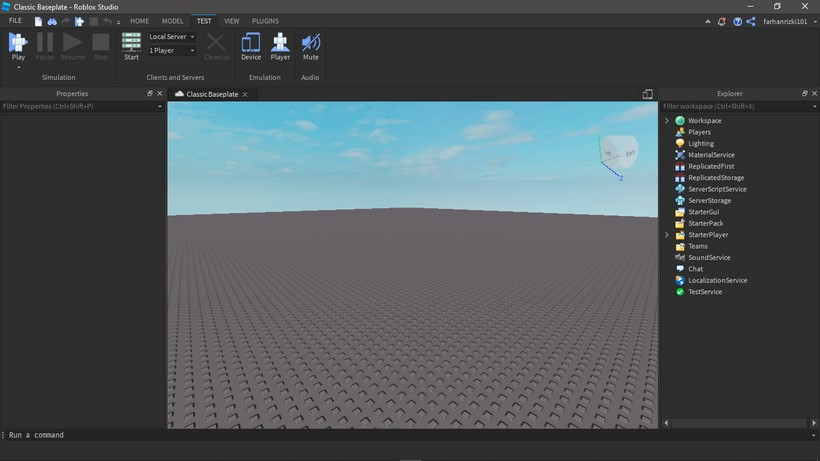 Classic Baseplate - Roblox Studio
FILE HOME MODEL TEST VIEW PLUGINS
farhanrizki101
Play Pause Resume Stop Start Local Server 1 Player Cleanup Device Player Mute
Simulation Clients and Servers Emulation Audio
Properties Classic Baseplate Explorer
Filter Properties (Ctrl+Shift+P) Filter workspace (Ctrl+Shift+X)
Workspace
Players
Lighting
MaterialService
ReplicatedFirst
ReplicatedStorage
ServerScriptService
ServerStorage
StarterGui
StarterPack
StarterPlayer
Teams
SoundService
Chat
LocalizationService
TestService
Back
Z
Run a command